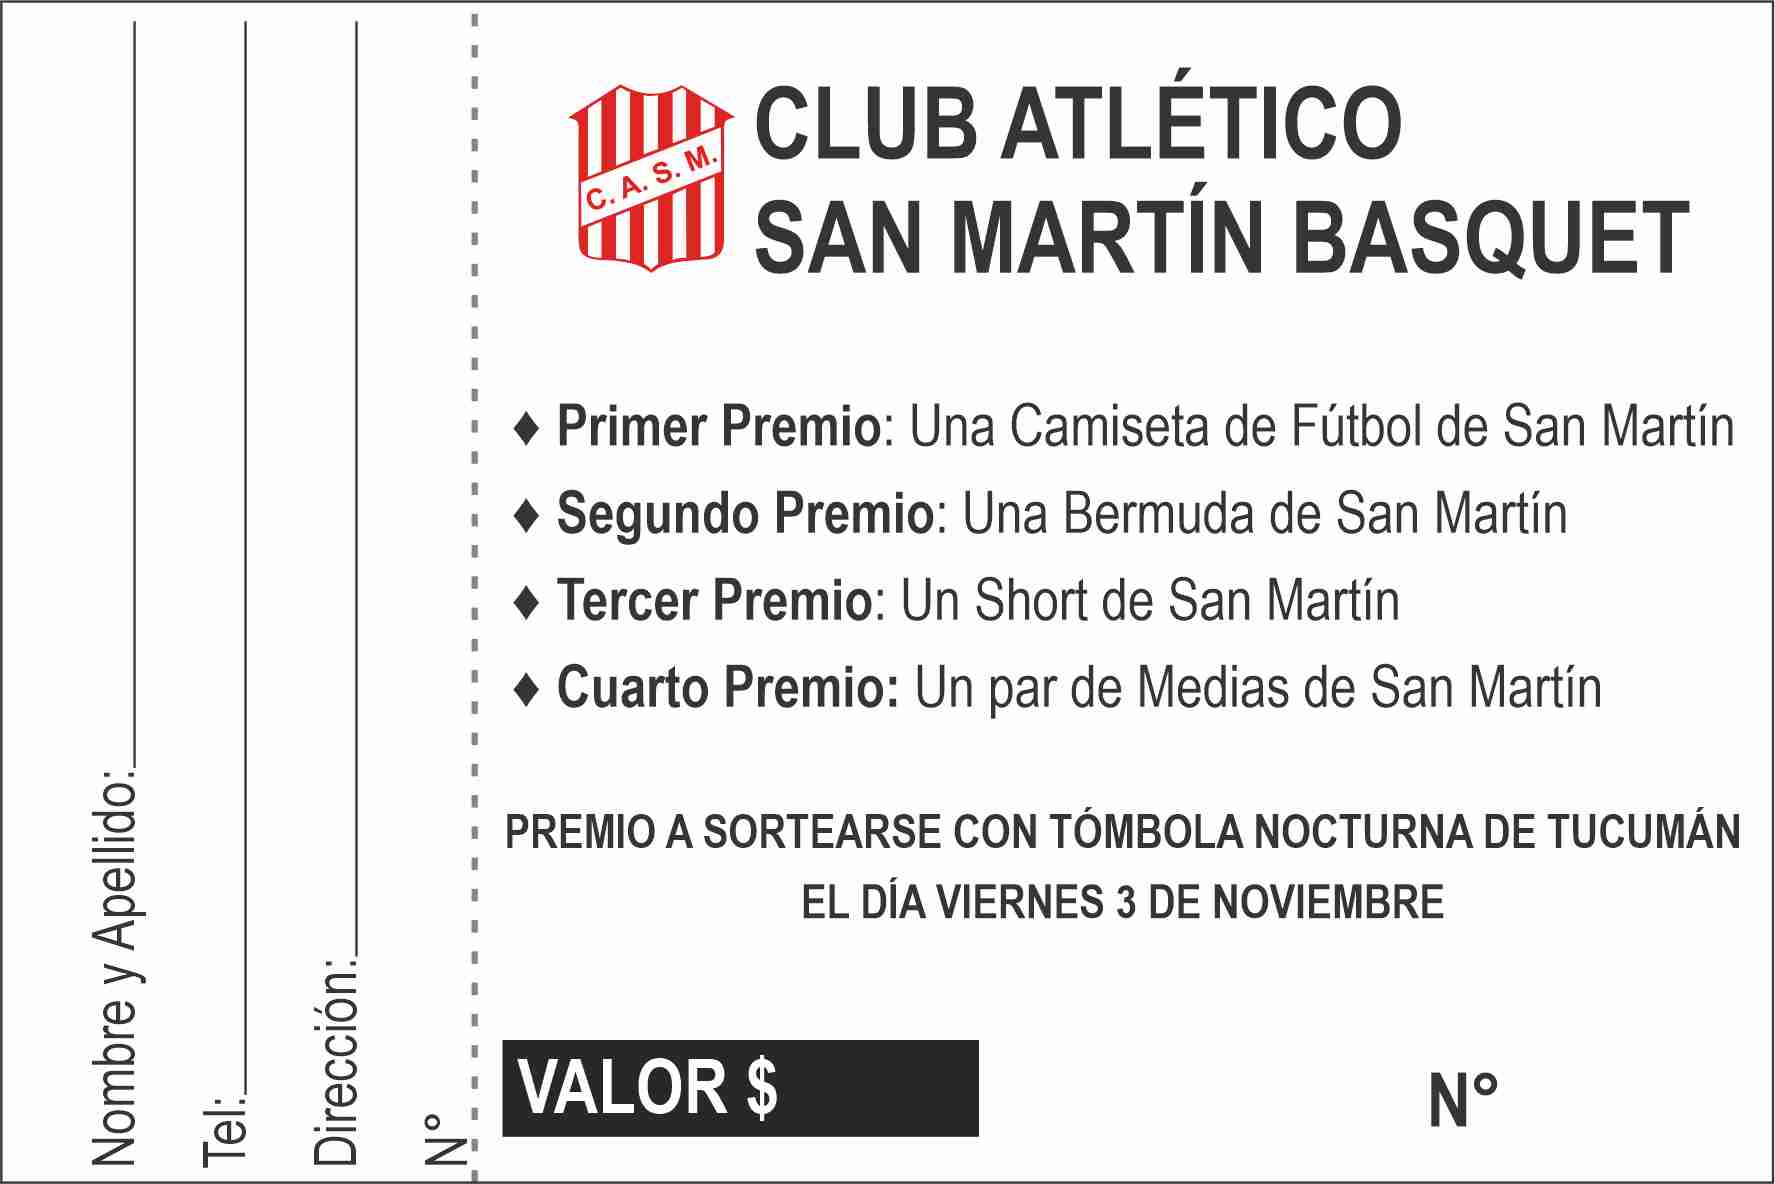 Nombre y Apellido:
Tel:
Dirección:
N°
C. A. S. M.
CLUB ATLÉTICO
SAN MARTÍN BASQUET
♦ Primer Premio: Una Camiseta de Fútbol de San Martín
♦ Segundo Premio: Una Bermuda de San Martín
♦ Tercer Premio: Un Short de San Martín
♦ Cuarto Premio: Un par de Medias de San Martín
PREMIO A SORTEARSE CON TÓMBOLA NOCTURNA DE TUCUMÁN
EL DÍA VIERNES 3 DE NOVIEMBRE
VALOR $
N°